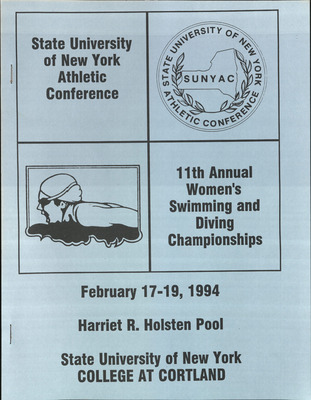 State University
of New York
Athletic
Conference
STATE UNIVERSITY OF NEW YORK
SUNYAC
ATHLETIC CONFERENCE
11th Annual
Women's
Swimming and
Diving
Championships
February 17-19, 1994
Harriet R. Holsten Pool
State University of New York
COLLEGE AT CORTLAND